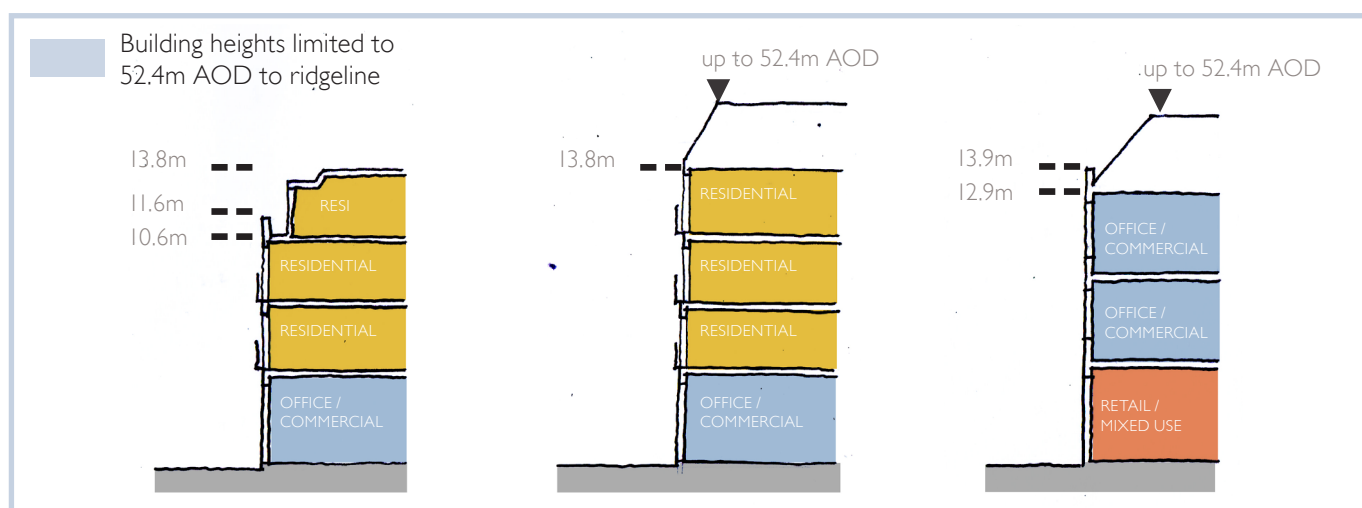 Building heights limited to
52.4m AOD to ridgeline
13.8m
11.6m
10.6m
RESI
RESIDENTIAL
RESIDENTIAL
OFFICE /
COMMERCIAL
up to 52.4m AOD
13.8m
RESIDENTIAL
RESIDENTIAL
RESIDENTIAL
OFFICE /
COMMERCIAL
up to 52.4m AOD
13.9m
12.9m
OFFICE /
COMMERCIAL
OFFICE /
COMMERCIAL
RETAIL /
MIXED USE